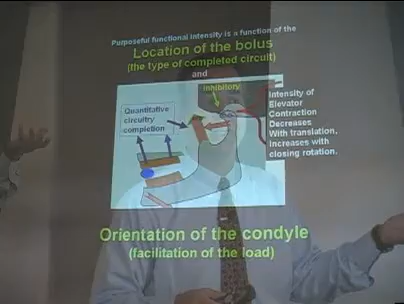 Purposeful functional intensity is a function of the
Location of the bolus
(the type of completed circuit)
and
inhibitory
Quantitative
circuitry
completion
Intensity of
Elevator
Contraction
Decreases
With translation,
Increases with
closing rotation.
Orientation of the condyle
(facilitation of the load)